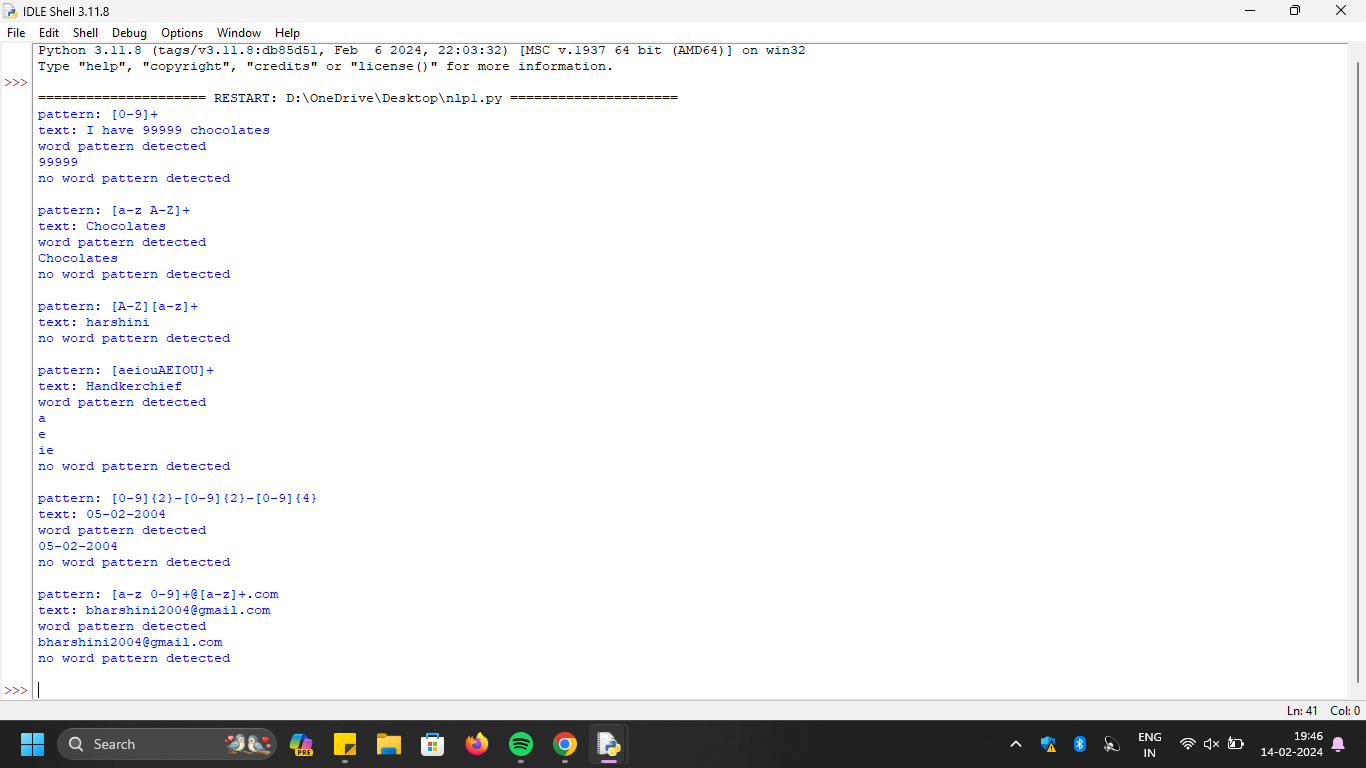 IDLE Shell 3.11.8
File Edit Shell Debug Options Window Help
Python 3.11.8 (tags/v3.11.8:db85d51, Feb  6 2024, 22:03:32) [MSC v.1937 64 bit (AMD64)] on win32
Type "help", "copyright", "credits" or "license()" for more information.
>>>
===================== RESTART: D:\OneDrive\Desktop\nlp1.py =====================
pattern: [0-9]+
text: I have 99999 chocolates
word pattern detected
99999
no word pattern detected
pattern: [a-z A-Z]+
text: Chocolates
word pattern detected
Chocolates
no word pattern detected
pattern: [A-Z][a-z]+
text: harshini
no word pattern detected
pattern: [aeiouAEIOU]+
text: Handkerchief
word pattern detected
a
e
ie
no word pattern detected
pattern: [0-9]{2}-[0-9]{2}-[0-9]{4}
text: 05-02-2004
word pattern detected
05-02-2004
no word pattern detected
pattern: [a-z 0-9]+@[a-z]+.com
text: bharshini2004@gmail.com
word pattern detected
bharshini2004@gmail.com
no word pattern detected
>>>
Ln: 41 Col: 0
Search
PRE
ENG
IN
19:46
14-02-2024